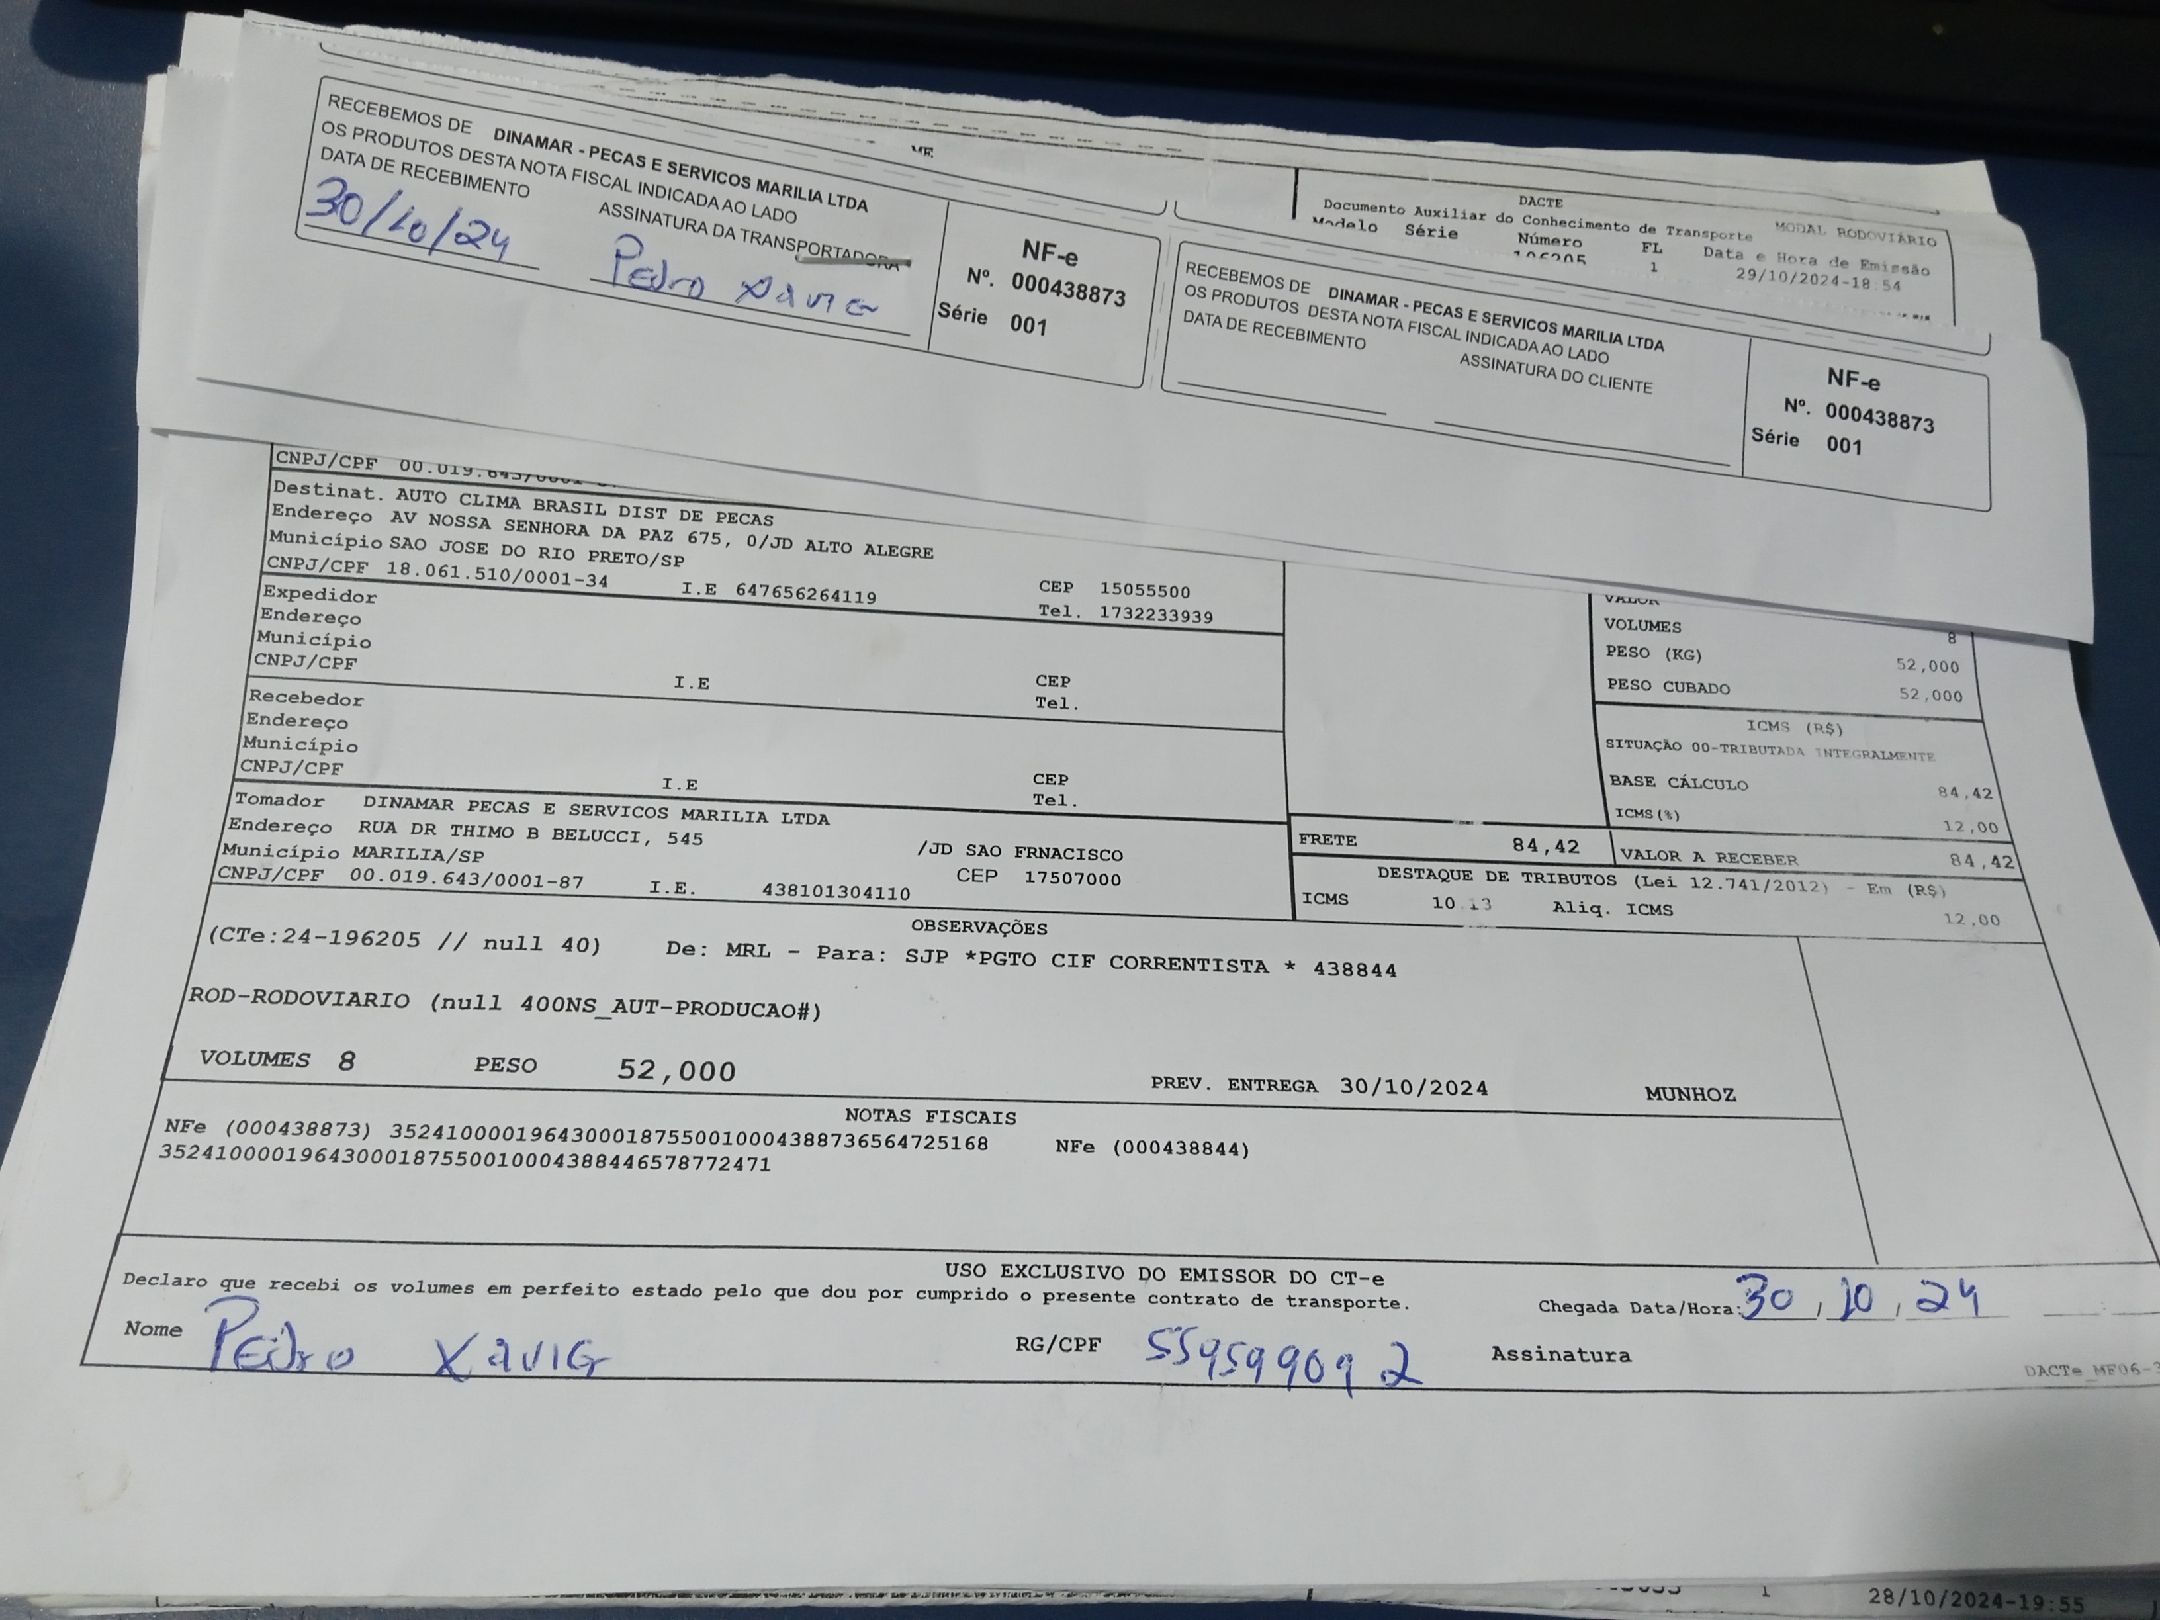 RECEBEMOS DE DINAMAR - PECAS E SERVICOS MARILIA LTDA
OS PRODUTOS DESTA NOTA FISCAL INDICADA AO LADO
DATA DE RECEBIMENTO ASSINATURA DA TRANSPORTADORA
30/10/24 Pedro Xavier
NF-e
Nº. 000438873
Série 001
DACTE
Documento Auxiliar do Conhecimento de Transporte MODAL RODOVIÁRIO
Modelo Série Número FL Data e Hora de Emissão
196205 1 29/10/2024-18:54
RECEBEMOS DE DINAMAR - PECAS E SERVICOS MARILIA LTDA
OS PRODUTOS DESTA NOTA FISCAL INDICADA AO LADO
DATA DE RECEBIMENTO ASSINATURA DO CLIENTE
NF-e
Nº. 000438873
Série 001
CNPJ/CPF 00.019.643/0001
Destinat. AUTO CLIMA BRASIL DIST DE PECAS
Endereço AV NOSSA SENHORA DA PAZ 675, 0/JD ALTO ALEGRE
Município SAO JOSE DO RIO PRETO/SP CEP 15055500
CNPJ/CPF 18.061.510/0001-34 I.E 647656264119 Tel. 1732233939
Expedidor
Endereço
Município CEP
CNPJ/CPF I.E Tel.
Recebedor
Endereço
Município CEP
CNPJ/CPF I.E Tel.
Tomador DINAMAR PECAS E SERVICOS MARILIA LTDA
Endereço RUA DR THIMO B BELUCCI, 545 /JD SAO FRNACISCO
Município MARILIA/SP CEP 17507000
CNPJ/CPF 00.019.643/0001-87 I.E. 438101304110
VALOR
VOLUMES 8
PESO (KG) 52,000
PESO CUBADO 52,000
ICMS (R$)
SITUAÇÃO 00-TRIBUTADA INTEGRALMENTE
BASE CÁLCULO 84,42
ICMS(%) 12,00
FRETE 84,42 VALOR A RECEBER 84,42
DESTAQUE DE TRIBUTOS (Lei 12.741/2012) - Em (R$)
ICMS 10.13 Aliq. ICMS 12,00
OBSERVAÇÕES
(CTe:24-196205 // null 40) De: MRL - Para: SJP *PGTO CIF CORRENTISTA * 438844
ROD-RODOVIARIO (null 400NS_AUT-PRODUCAO#)
VOLUMES 8 PESO 52,000 PREV. ENTREGA 30/10/2024 MUNHOZ
NOTAS FISCAIS
NFe (000438873) 35241000019643000187550010004388736564725168 NFe (000438844)
35241000019643000187550010004388446578772471
USO EXCLUSIVO DO EMISSOR DO CT-e
Declaro que recebi os volumes em perfeito estado pelo que dou por cumprido o presente contrato de transporte. Chegada Data/Hora: 30, 10, 24
Nome Pedro Xavier RG/CPF 559599092 Assinatura
DACTe_MF06-3
1 28/10/2024-19:55